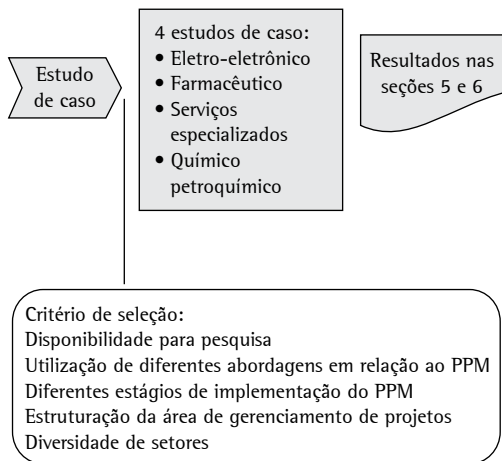 Estudo
de caso
4 estudos de caso:
• Eletro-eletrônico
• Farmacêutico
• Serviços
especializados
• Químico
petroquímico
Resultados nas
seções 5 e 6
Critério de seleção:
Disponibilidade para pesquisa
Utilização de diferentes abordagens em relação ao PPM
Diferentes estágios de implementação do PPM
Estruturação da área de gerenciamento de projetos
Diversidade de setores